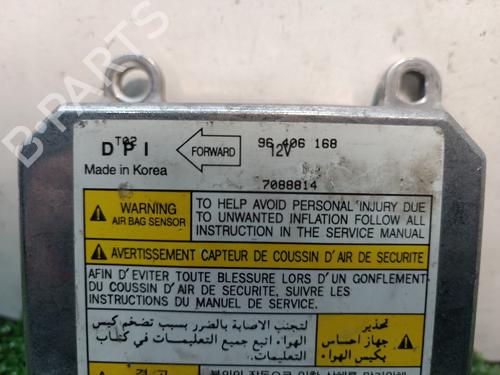 T02
DPI FORWARD 96 406 168
12V
Made in Korea
7088814
WARNING
AIR BAG SENSOR
TO HELP AVOID PERSONAL INJURY DUE
TO UNWANTED INFLATION FOLLOW ALL
INSTRUCTION IN THE SERVICE MANUAL
AVERTISSEMENT CAPTEUR DE COUSSIN D'AIR DE SECURITE
AFIN D'EVITER TOUTE BLESSURE LORS D'UN GONFLEMENT
DU COUSSIN D'AIR DE SECURITE, SUIVRE LES
INSTRUCTIONS DU MANUEL DE SERVICE.
تحذير
جهاز احساس
بكيس الهواء
لتجنب الاصابة بالضرر بسبب تضخم كيس
الهواء اتبع جميع التعليمات في كتاب
التعليمات
경고
B-PARTS